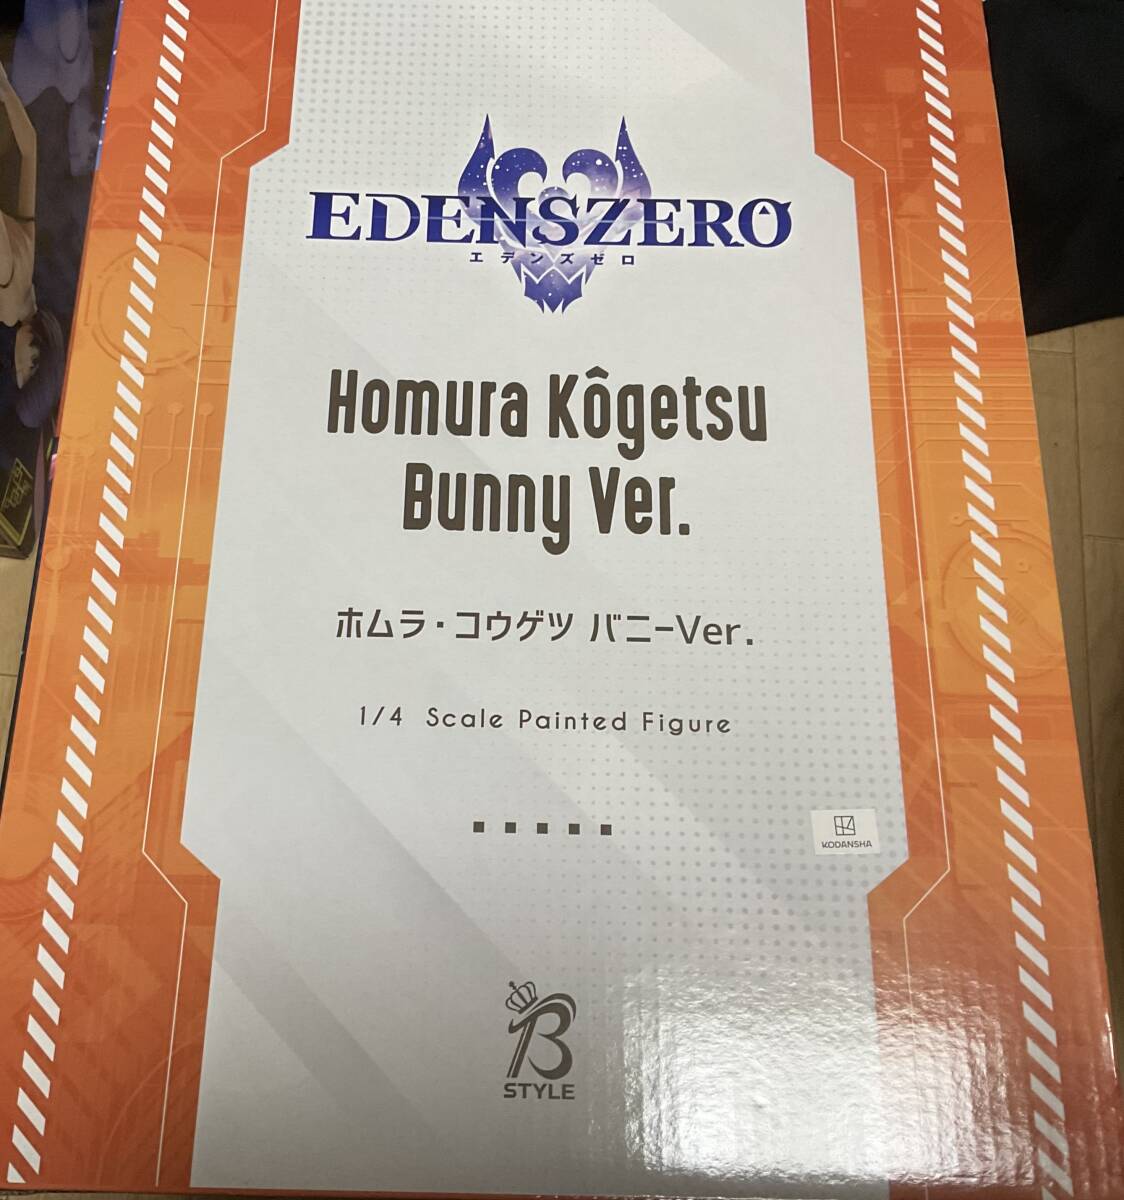 EDENSZERO
エデンズゼロ
Homura Kôgetsu
Bunny Ver.
ホムラ・コウゲツ バニーVer.
1/4 Scale Painted Figure
KODANSHA
B
STYLE